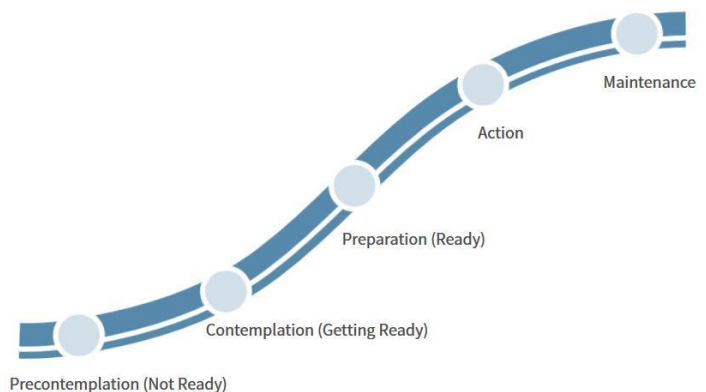 Maintenance
Action
Preparation (Ready)
Contemplation (Getting Ready)
Precontemplation (Not Ready)